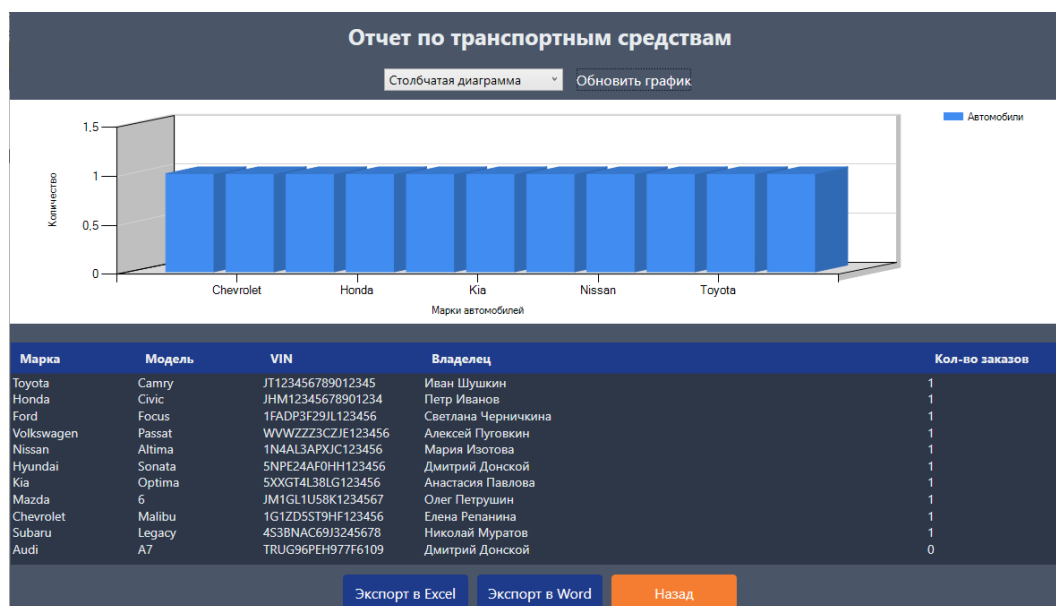 Отчет по транспортным средствам
Столбчатая диаграмма Обновить график
Автомобили
Количество
1,5
1
0,5
0
Chevrolet Honda Kia Nissan Toyota
Марки автомобилей
Марка Модель VIN Владелец Кол-во заказов
Toyota Camry JT123456789012345 Иван Шушкин 1
Honda Civic JHM12345678901234 Петр Иванов 1
Ford Focus 1FADP3F29JL123456 Светлана Черничкина 1
Volkswagen Passat WVWZZZ3CZJE123456 Алексей Пуговкин 1
Nissan Altima 1N4AL3APXJC123456 Мария Изотова 1
Hyundai Sonata 5NPE24AF0HH123456 Дмитрий Донской 1
Kia Optima 5XXGT4L38LG123456 Анастасия Павлова 1
Mazda 6 JM1GL1U58K1234567 Олег Петрушин 1
Chevrolet Malibu 1G1ZD5ST9HF123456 Елена Репанина 1
Subaru Legacy 4S3BNAC69J3245678 Николай Муратов 1
Audi A7 TRUG96PEH977F6109 Дмитрий Донской 0
Экспорт в Excel Экспорт в Word Назад